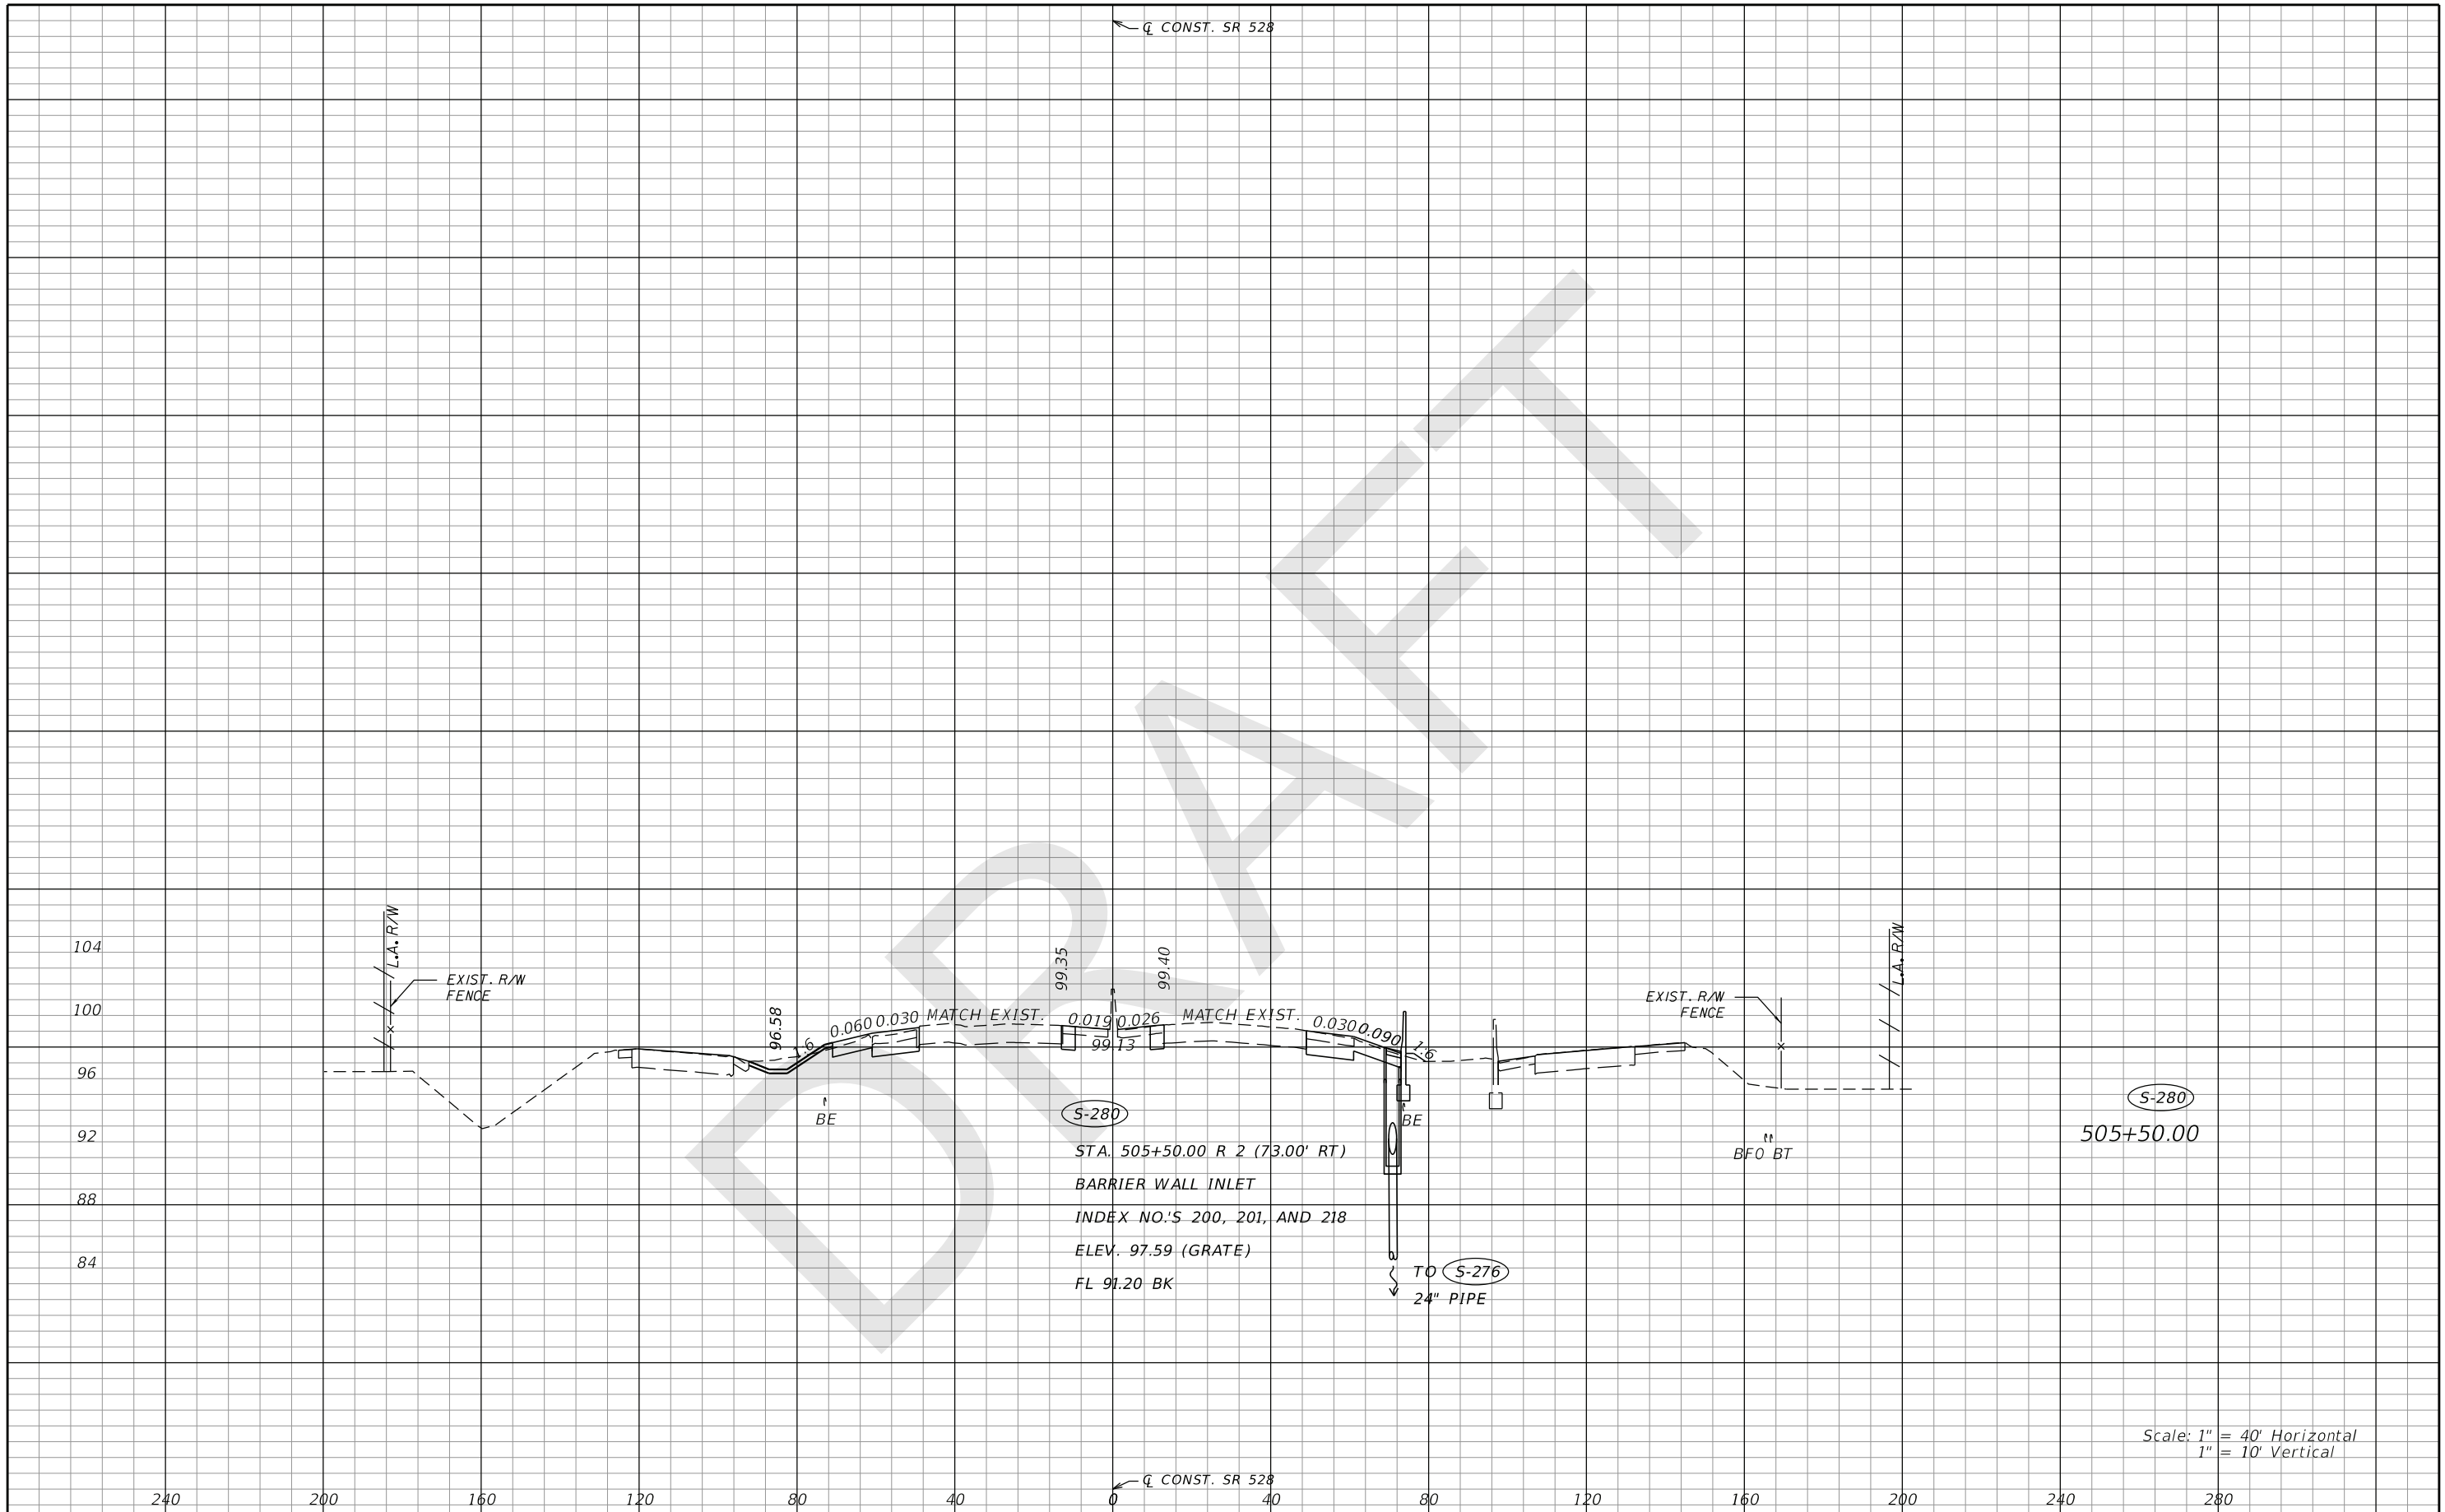 ℄ CONST. SR 528
DRAFT
L.A. R/W
L.A. R/W
104
100
96
92
88
84
EXIST. R/W
FENCE
96.58
1:6
0.060
0.030
MATCH EXIST.
99.35
0.019
99.13
0.026
99.40
MATCH EXIST.
0.030
0.090
1:6
EXIST. R/W
FENCE
BE
BE
BFO BT
S-280
STA. 505+50.00 R 2 (73.00' RT)
BARRIER WALL INLET
INDEX NO.'S 200, 201, AND 218
ELEV. 97.59 (GRATE)
FL 91.20 BK
TO S-276
24" PIPE
S-280
505+50.00
Scale: 1" = 40' Horizontal
1" = 10' Vertical
℄ CONST. SR 528
240 200 160 120 80 40 0 40 80 120 160 200 240 280